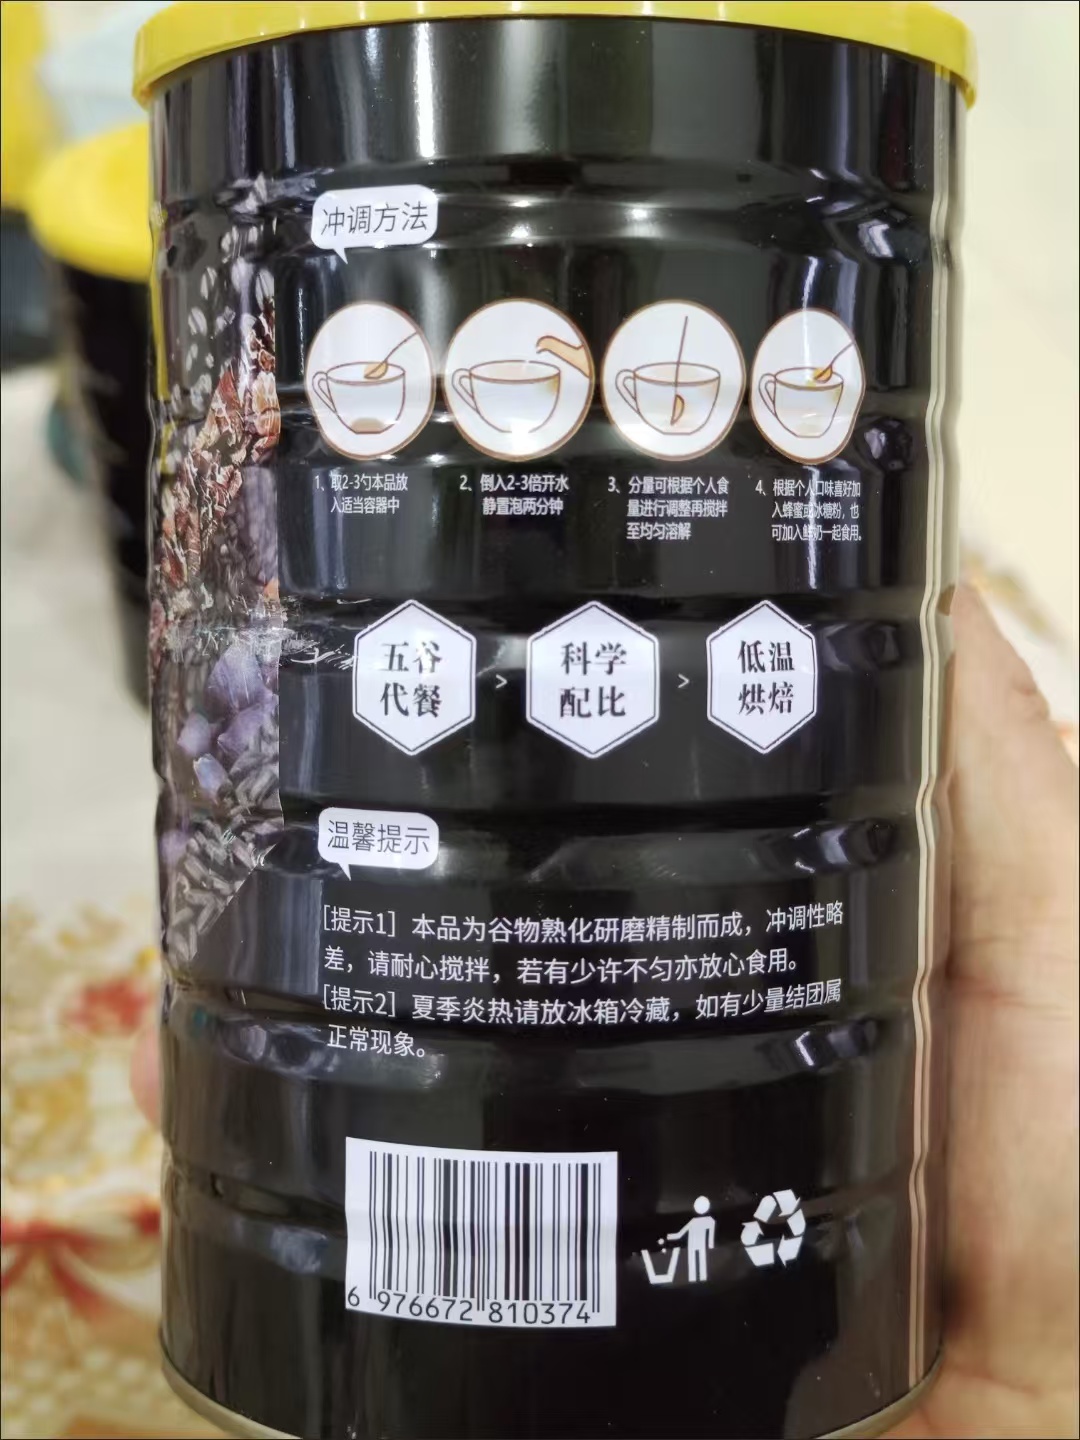 冲调方法
1、取2-3勺本品放
入适当容器中
2、倒入2-3倍开水
静置泡两分钟
3、分量可根据个人食
量进行调整再搅拌
至均匀溶解
4、根据个人口味喜好加
入蜂蜜或冰糖粉，也
可加入鲜奶一起食用。
五谷
代餐
>
科学
配比
>
低温
烘焙
温馨提示
[提示1] 本品为谷物熟化研磨精制而成，冲调性略
差，请耐心搅拌，若有少许不匀亦放心食用。
[提示2] 夏季炎热请放冰箱冷藏，如有少量结团属
正常现象。
6 976672 810374